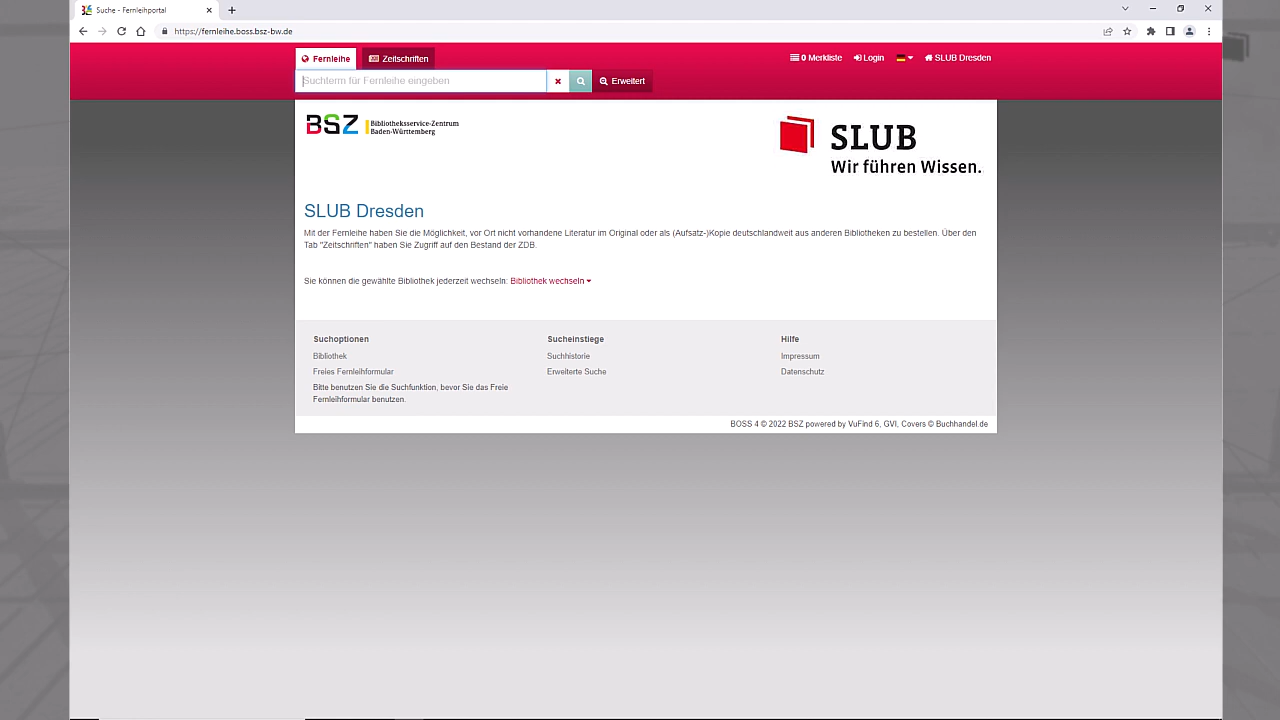 Suche - Fernleihportal
https://fernleihe.boss.bsz-bw.de
Fernleihe Zeitschriften 0 Merkliste Login SLUB Dresden
Suchterm für Fernleihe eingeben Erweitert
BSZ Bibliotheksservice-Zentrum
Baden-Württemberg
SLUB
Wir führen Wissen.
SLUB Dresden
Mit der Fernleihe haben Sie die Möglichkeit, vor Ort nicht vorhandene Literatur im Original oder als (Aufsatz-)Kopie deutschlandweit aus anderen Bibliotheken zu bestellen. Über den
Tab "Zeitschriften" haben Sie Zugriff auf den Bestand der ZDB.
Sie können die gewählte Bibliothek jederzeit wechseln: Bibliothek wechseln
Suchoptionen
Bibliothek
Freies Fernleihformular
Bitte benutzen Sie die Suchfunktion, bevor Sie das Freie
Fernleihformular benutzen.
Sucheinstiege
Suchhistorie
Erweiterte Suche
Hilfe
Impressum
Datenschutz
BOSS 4 © 2022 BSZ powered by VuFind 6, GVI, Covers © Buchhandel.de